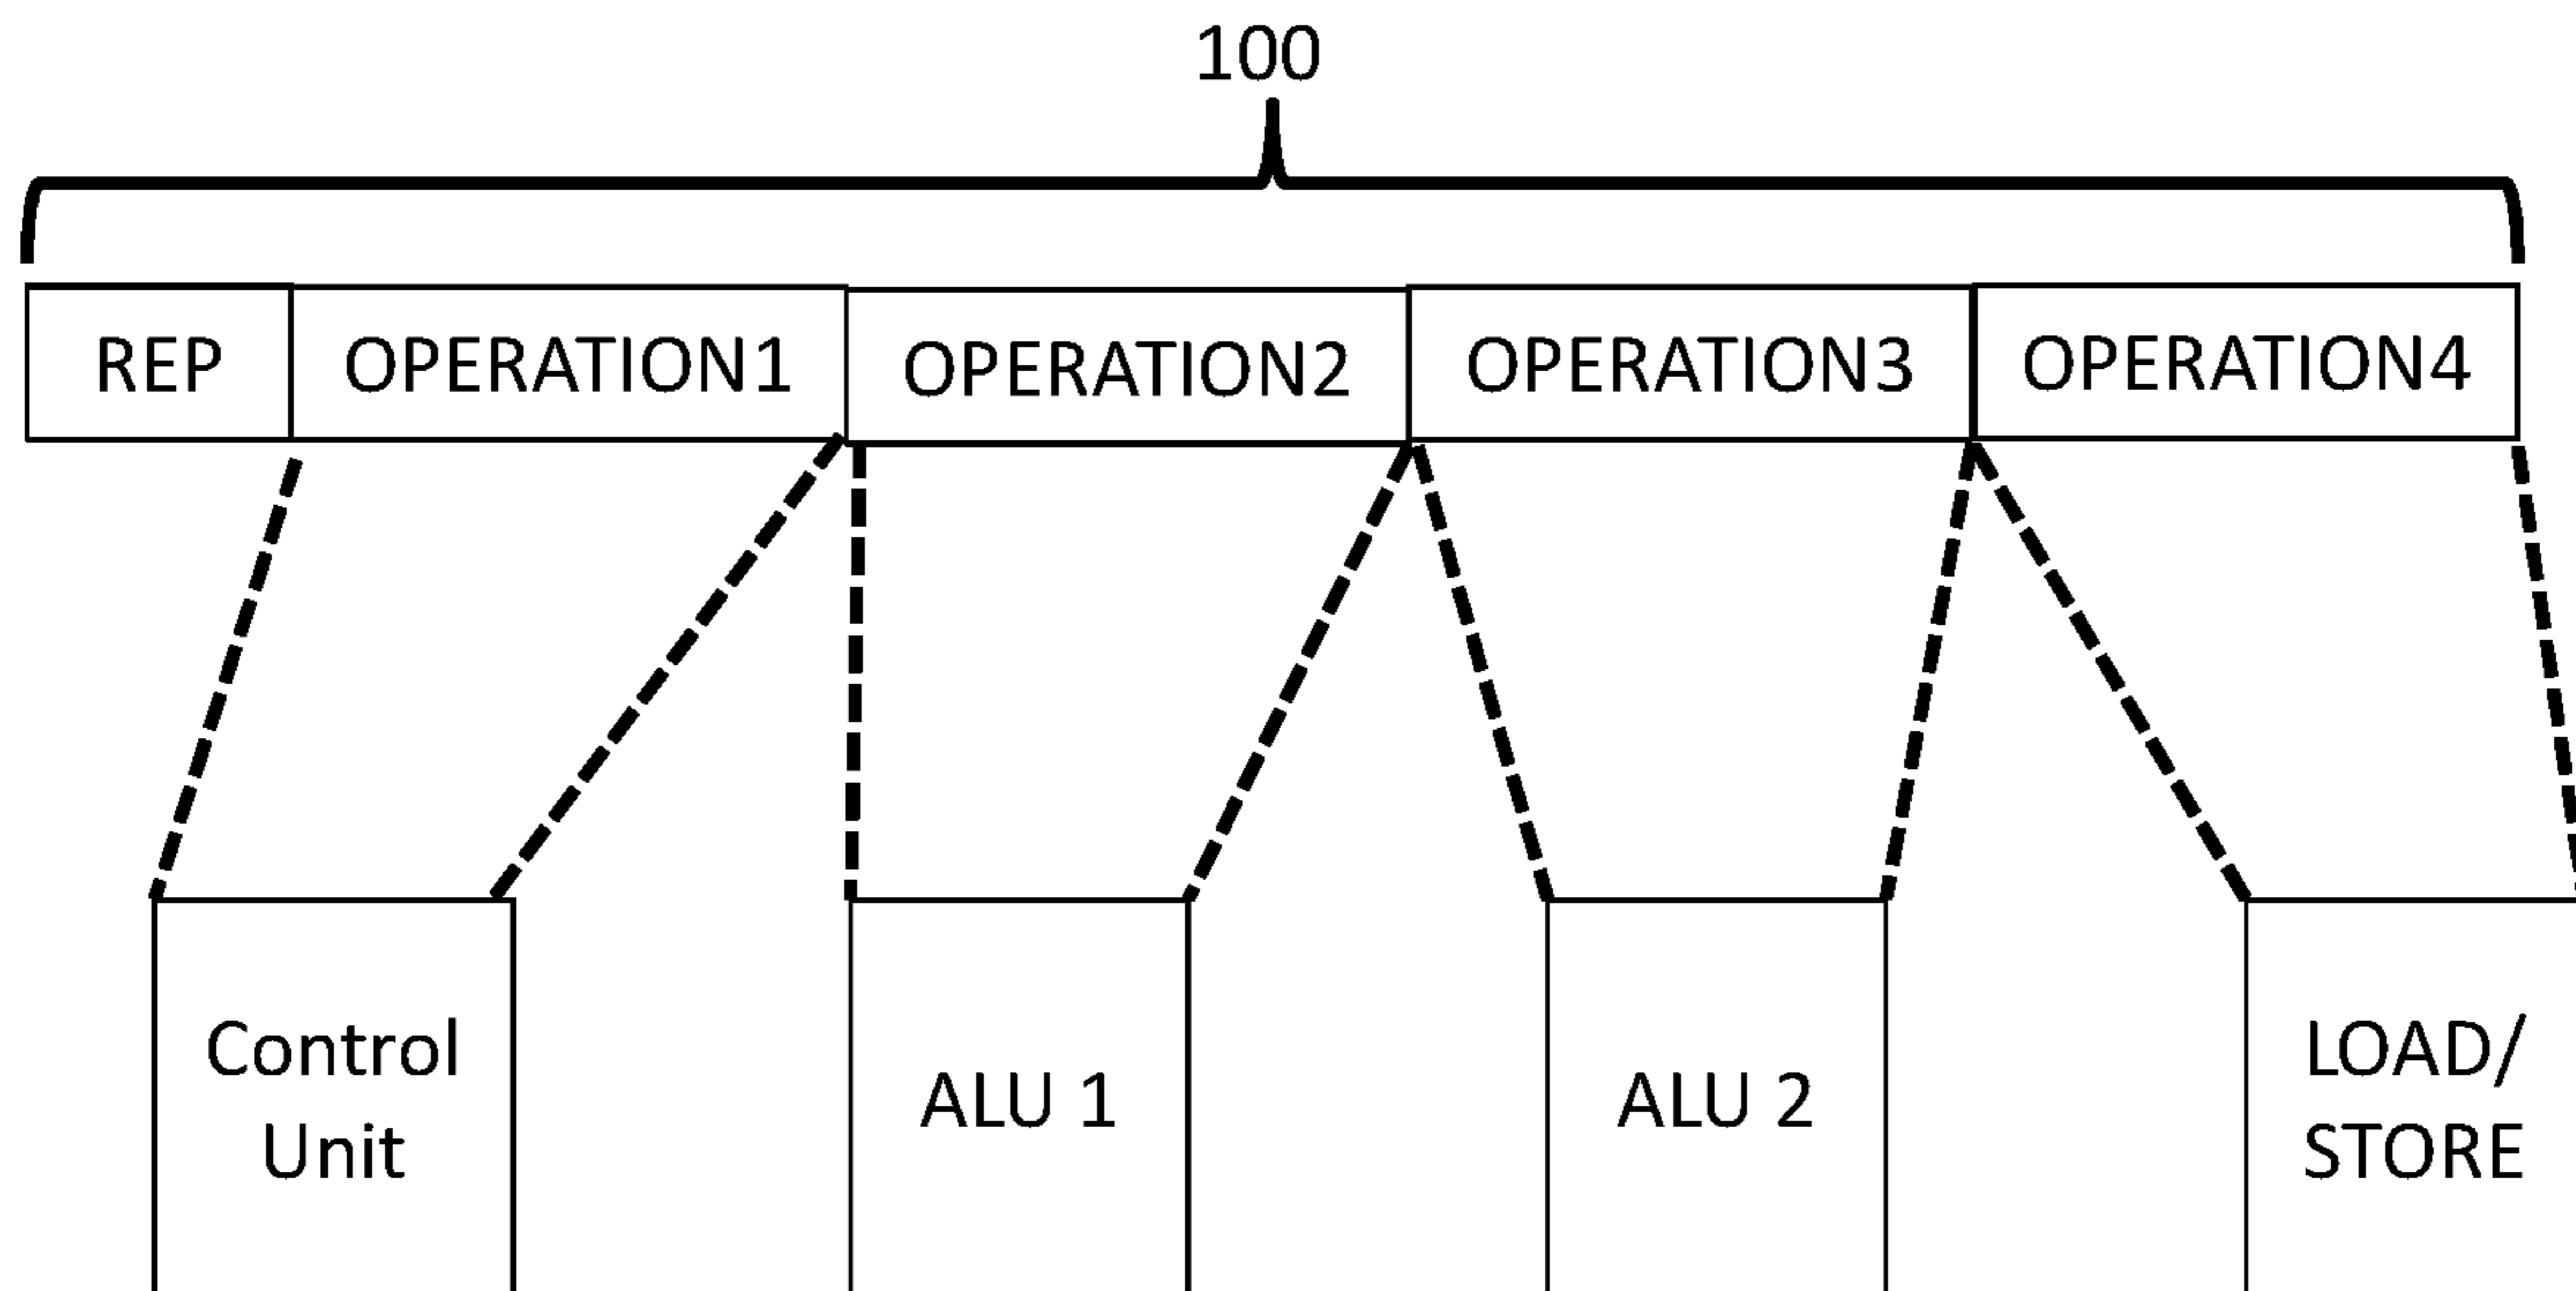 100
REP OPERATION1 OPERATION2 OPERATION3 OPERATION4
Control
Unit
ALU 1
ALU 2
LOAD/
STORE